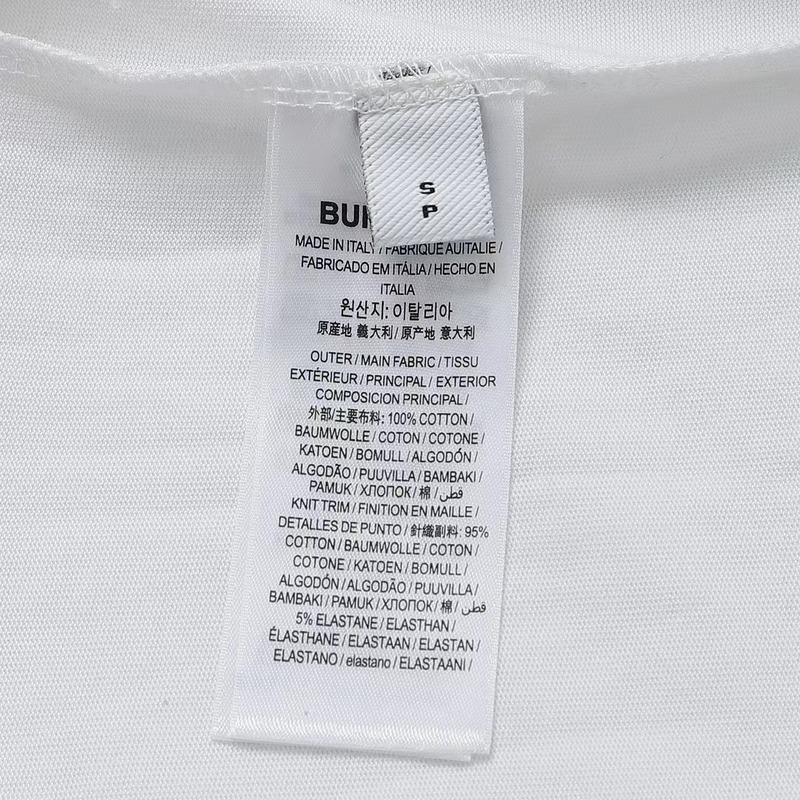 S
P
BUR
MADE IN ITALY / FABRIQUE AUITALIE /
FABRICADO EM ITÁLIA / HECHO EN
ITALIA
원산지: 이탈리아
原産地 義大利 / 原产地 意大利
OUTER / MAIN FABRIC / TISSU
EXTÉRIEUR / PRINCIPAL / EXTERIOR
COMPOSICION PRINCIPAL /
外部/主要布料: 100% COTTON /
BAUMWOLLE / COTON / COTONE /
KATOEN / BOMULL / ALGODÓN /
ALGODÃO / PUUVILLA / BAMBAKI /
PAMUK / ХЛОПОК / 棉 / قطن /
KNIT TRIM / FINITION EN MAILLE /
DETALLES DE PUNTO / 針織副料: 95%
COTTON / BAUMWOLLE / COTON /
COTONE / KATOEN / BOMULL /
ALGODÓN / ALGODÃO / PUUVILLA /
BAMBAKI / PAMUK / ХЛОПОК / 棉 / قطن
5% ELASTANE / ELASTHAN /
ÉLASTHANE / ELASTAAN / ELASTAN /
ELASTANO / elastano / ELASTAANI /